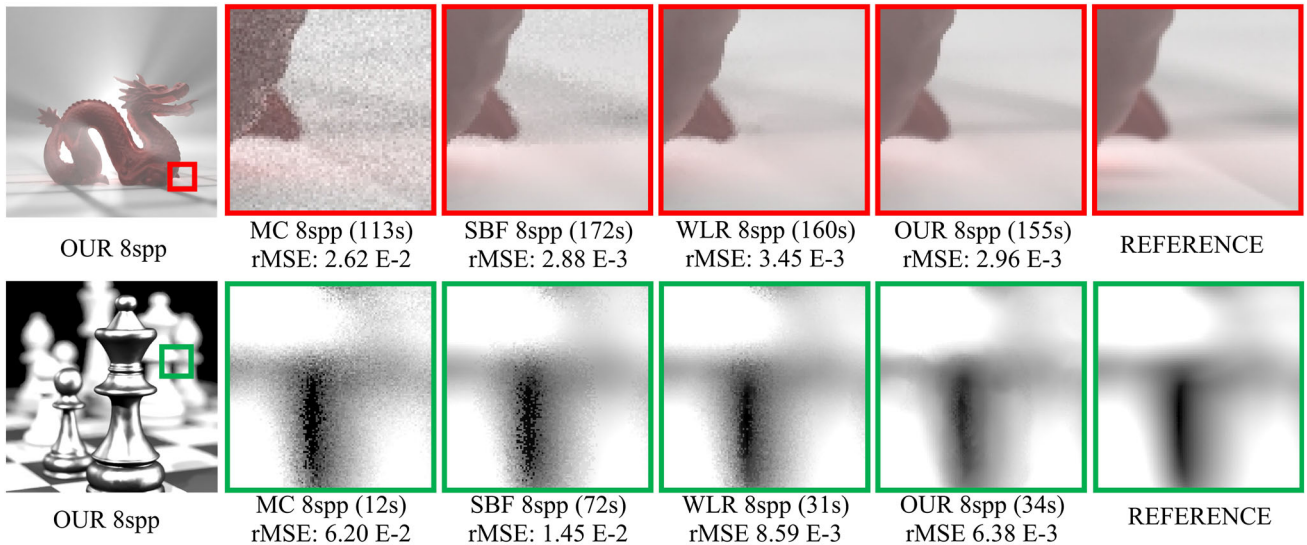 OUR 8spp
MC 8spp (113s)
rMSE: 2.62 E-2
SBF 8spp (172s)
rMSE: 2.88 E-3
WLR 8spp (160s)
rMSE: 3.45 E-3
OUR 8spp (155s)
rMSE: 2.96 E-3
REFERENCE
OUR 8spp
MC 8spp (12s)
rMSE: 6.20 E-2
SBF 8spp (72s)
rMSE: 1.45 E-2
WLR 8spp (31s)
rMSE 8.59 E-3
OUR 8spp (34s)
rMSE 6.38 E-3
REFERENCE